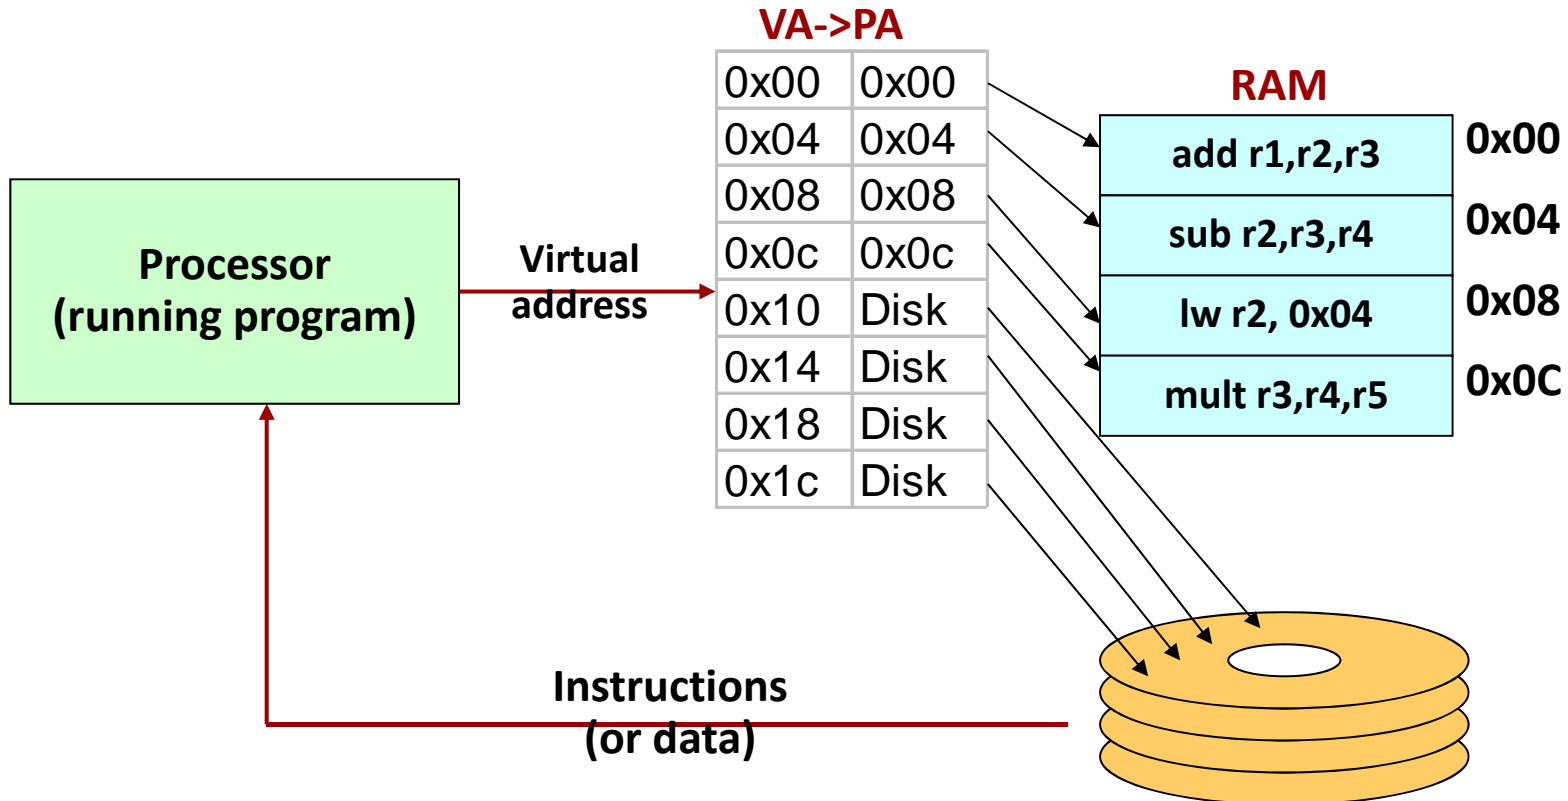 VA->PA
0x00 0x00
0x04 0x04
0x08 0x08
0x0c 0x0c
0x10 Disk
0x14 Disk
0x18 Disk
0x1c Disk
RAM
add r1,r2,r3 0x00
sub r2,r3,r4 0x04
lw r2, 0x04 0x08
mult r3,r4,r5 0x0C
Processor
(running program)
Virtual
address
Instructions
(or data)